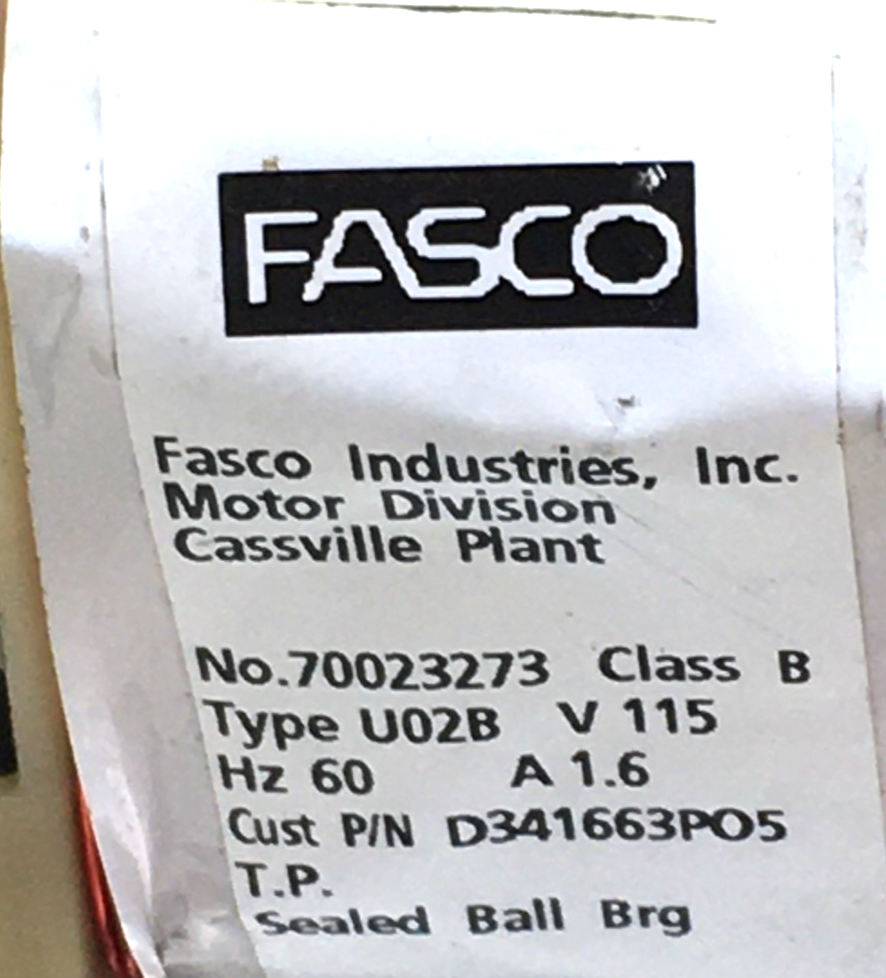 FASCO
Fasco Industries, Inc.
Motor Division
Cassville Plant
No.70023273 Class B
Type U02B V 115
Hz 60 A 1.6
Cust P/N D341663PO5
T.P.
Sealed Ball Brg